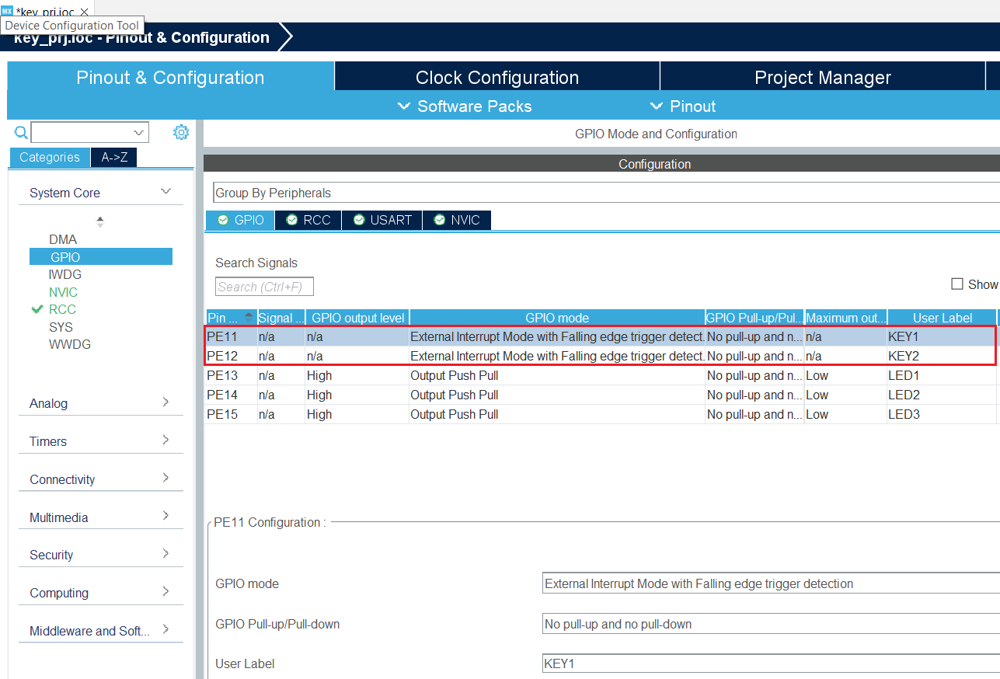 MX *key_prj.ioc
Device Configuration Tool
key_prj.ioc - Pinout & Configuration
Pinout & Configuration
Clock Configuration
Project Manager
Software Packs
Pinout
Categories
A->Z
System Core
DMA
GPIO
IWDG
NVIC
RCC
SYS
WWDG
Analog
Timers
Connectivity
Multimedia
Security
Computing
Middleware and Soft...
GPIO Mode and Configuration
Configuration
Group By Peripherals
GPIO RCC USART NVIC
Search Signals
Search (Ctrl+F)
Show
Pin ... Signal ... GPIO output level GPIO mode GPIO Pull-up/Pul... Maximum out... User Label
PE11 n/a n/a External Interrupt Mode with Falling edge trigger detect... No pull-up and n... n/a KEY1
PE12 n/a n/a External Interrupt Mode with Falling edge trigger detect... No pull-up and n... n/a KEY2
PE13 n/a High Output Push Pull No pull-up and n... Low LED1
PE14 n/a High Output Push Pull No pull-up and n... Low LED2
PE15 n/a High Output Push Pull No pull-up and n... Low LED3
PE11 Configuration :
GPIO mode External Interrupt Mode with Falling edge trigger detection
GPIO Pull-up/Pull-down No pull-up and no pull-down
User Label KEY1